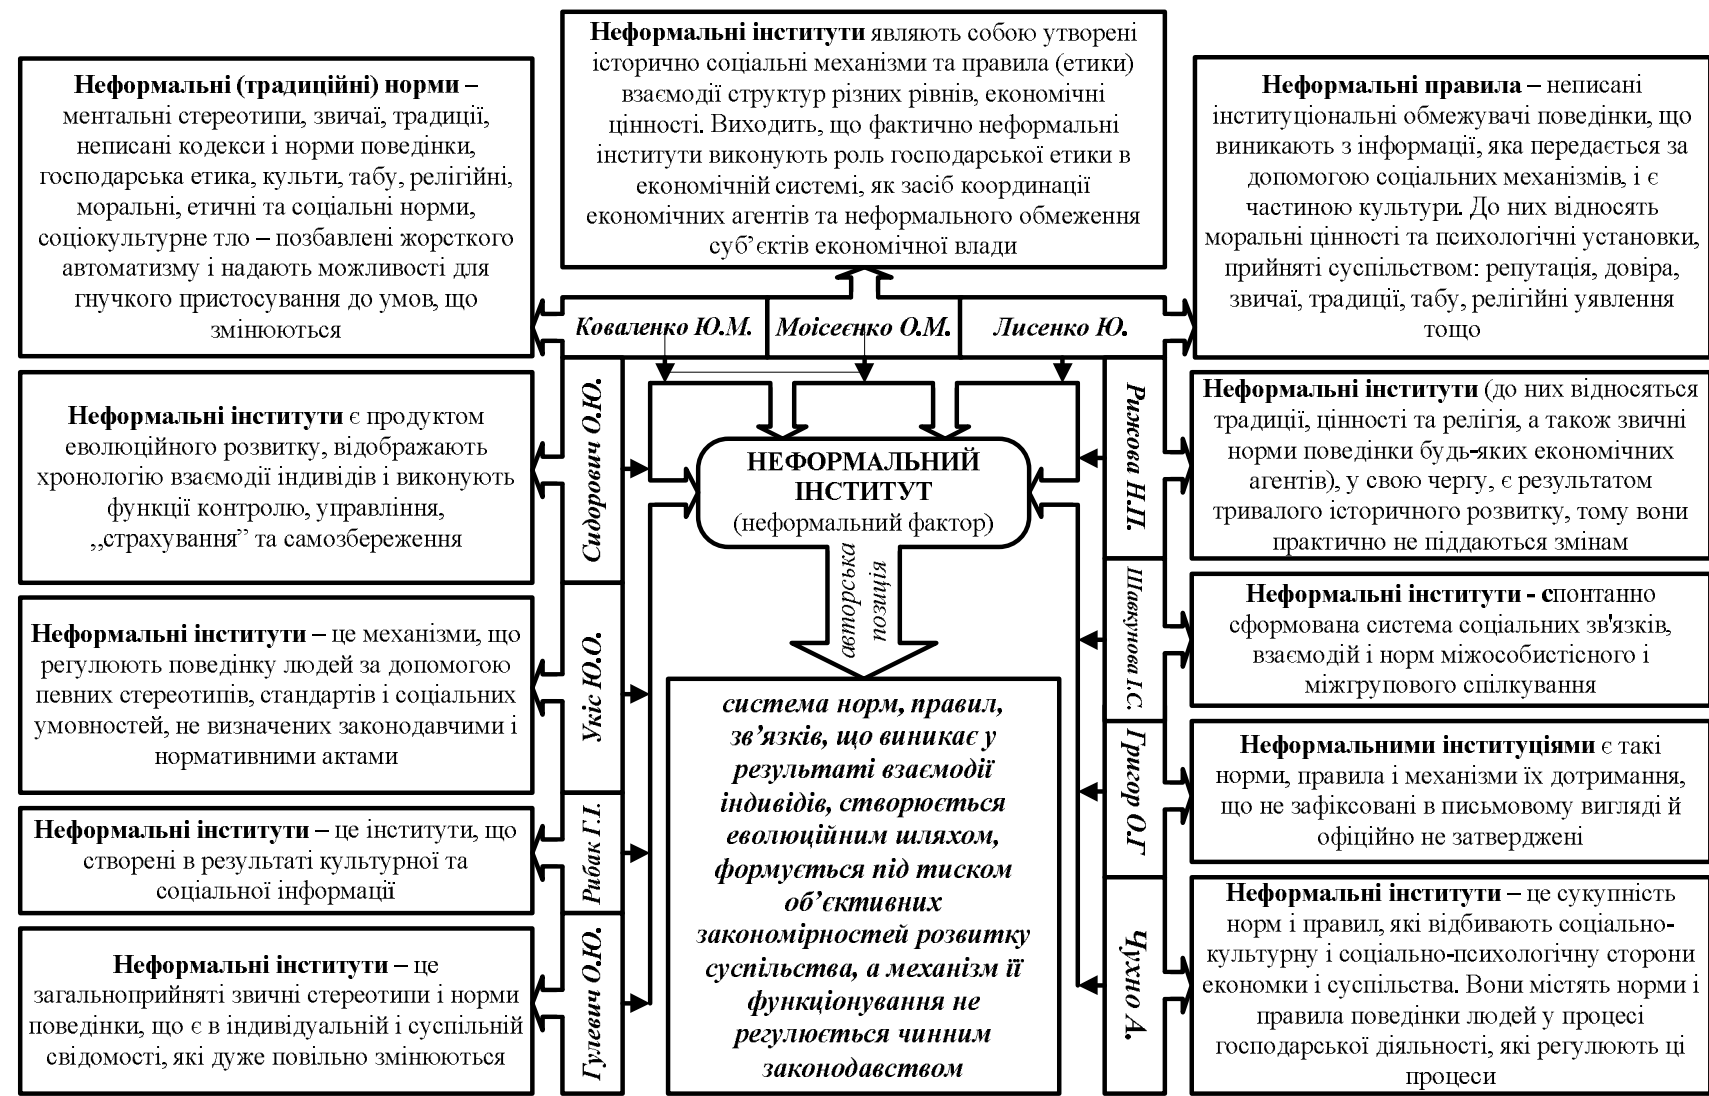 Неформальні інститути являють собою утворені
історично соціальні механізми та правила (етики)
взаємодії структур різних рівнів, економічні
цінності. Виходить, що фактично неформальні
інститути виконують роль господарської етики в
економічній системі, як засіб координації
економічних агентів та неформального обмеження
суб’єктів економічної влади
Неформальні (традиційні) норми –
ментальні стереотипи, звичаї, традиції,
неписані кодекси і норми поведінки,
господарська етика, культи, табу, релігійні,
моральні, етичні та соціальні норми,
соціокультурне тло – позбавлені жорсткого
автоматизму і надають можливості для
гнучкого пристосування до умов, що
змінюються
Неформальні правила – неписані
інституціональні обмежувачі поведінки, що
виникають з інформації, яка передається за
допомогою соціальних механізмів, і є
частиною культури. До них відносять
моральні цінності та психологічні установки,
прийняті суспільством: репутація, довіра,
звичаї, традиції, табу, релігійні уявлення
тощо
Коваленко Ю.М.
Моісеєнко О.М.
Лисенко Ю.
Неформальні інститути є продуктом
еволюційного розвитку, відображають
хронологію взаємодії індивідів і виконують
функції контролю, управління,
,,страхування” та самозбереження
Сидорович О.Ю.
Неформальні інститути – це механізми, що
регулюють поведінку людей за допомогою
певних стереотипів, стандартів і соціальних
умовностей, не визначених законодавчими і
нормативними актами
Укіс Ю.О.
Неформальні інститути – це інститути, що
створені в результаті культурної та
соціальної інформації
Рибак Г.І.
Неформальні інститути – це
загальноприйняті звичні стереотипи і норми
поведінки, що є в індивідуальній і суспільній
свідомості, які дуже повільно змінюються
Гулевич О.Ю.
НЕФОРМАЛЬНИЙ
ІНСТИТУТ
(неформальний фактор)
авторська
позиція
система норм, правил,
зв’язків, що виникає у
результаті взаємодії
індивідів, створюється
еволюційним шляхом,
формується під тиском
об’єктивних
закономірностей розвитку
суспільства, а механізм її
функціонування не
регулюється чинним
законодавством
Рижкова Н.П.
Неформальні інститути (до них відносяться
традиції, цінності та релігія, а також звичні
норми поведінки будь-яких економічних
агентів), у свою чергу, є результатом
тривалого історичного розвитку, тому вони
практично не піддаються змінам
Шавкунова І.С.
Неформальні інститути - спонтанно
сформована система соціальних зв'язків,
взаємодій і норм міжособистісного і
міжгрупового спілкування
Григор О.Г
Неформальними інституціями є такі
норми, правила і механізми їх дотримання,
що не зафіксовані в письмовому вигляді й
офіційно не затверджені
Чухно А.
Неформальні інститути – це сукупність
норм і правил, які відбивають соціально-
культурну і соціально-психологічну сторони
економки і суспільства. Вони містять норми і
правила поведінки людей у процесі
господарської діяльності, які регулюють ці
процеси